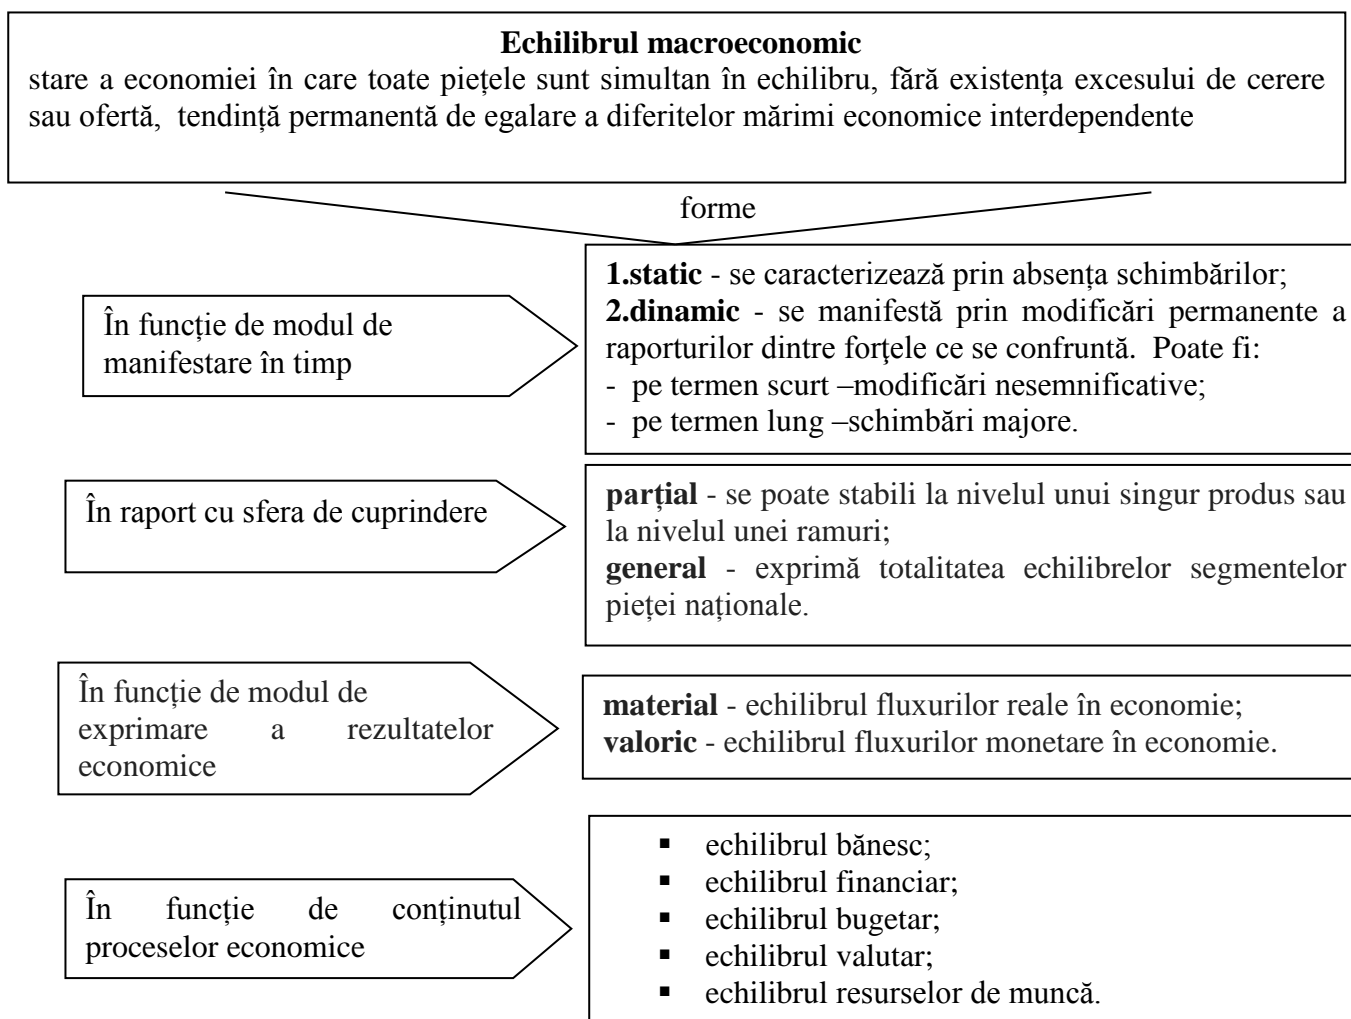 Echilibrul macroeconomic
stare a economiei în care toate piețele sunt simultan în echilibru, fără existența excesului de cerere
sau ofertă, tendință permanentă de egalare a diferitelor mărimi economice interdependente
forme
În funcție de modul de
manifestare în timp
1.static - se caracterizează prin absența schimbărilor;
2.dinamic - se manifestă prin modificări permanente a
raporturilor dintre forţele ce se confruntă. Poate fi:
- pe termen scurt –modificări nesemnificative;
- pe termen lung –schimbări majore.
În raport cu sfera de cuprindere
parțial - se poate stabili la nivelul unui singur produs sau
la nivelul unei ramuri;
general - exprimă totalitatea echilibrelor segmentelor
pieței naționale.
În funcție de modul de
exprimare a rezultatelor
economice
material - echilibrul fluxurilor reale în economie;
valoric - echilibrul fluxurilor monetare în economie.
În funcție de conținutul
proceselor economice
▪ echilibrul bănesc;
▪ echilibrul financiar;
▪ echilibrul bugetar;
▪ echilibrul valutar;
▪ echilibrul resurselor de muncă.